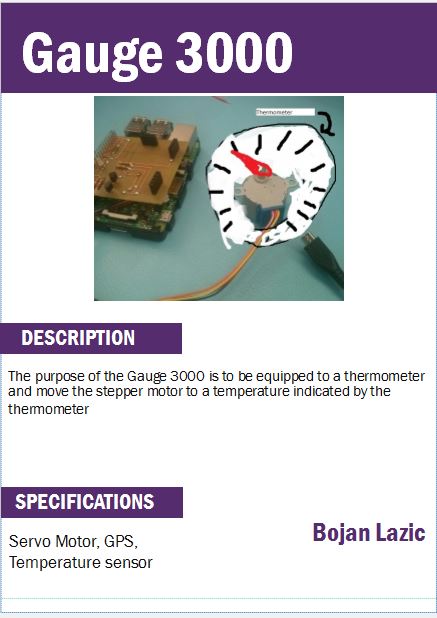 Gauge 3000
Thermometer
DESCRIPTION
The purpose of the Gauge 3000 is to be equipped to a thermometer
and move the stepper motor to a temperature indicated by the
thermometer
SPECIFICATIONS
Servo Motor, GPS,
Temperature sensor
Bojan Lazic